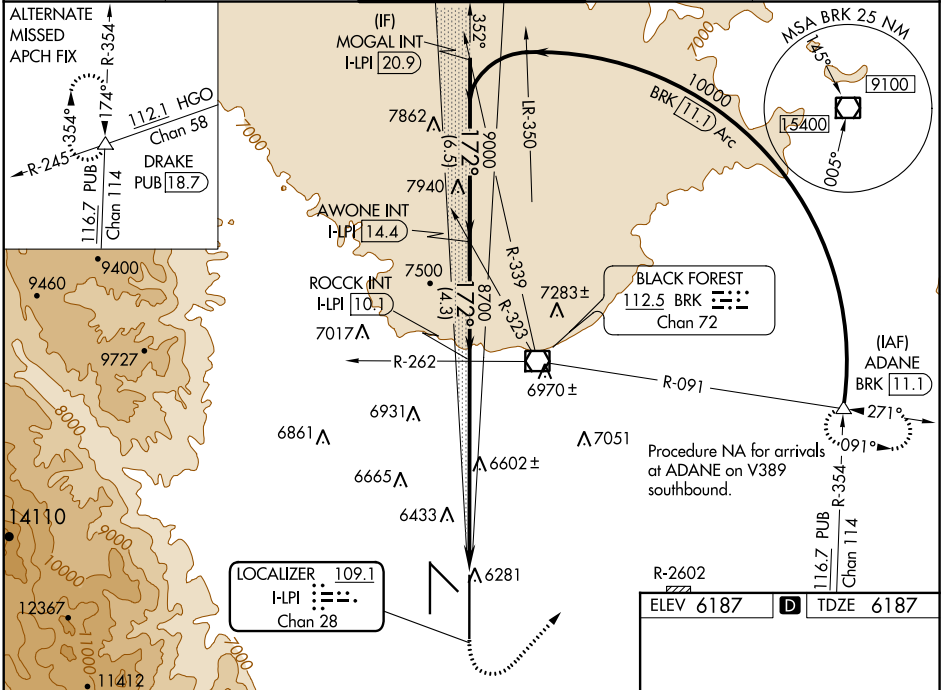 ALTERNATE
MISSED
APCH FIX
R-354
174°
354°
112.1 HGO
Chan 58
R-245
DRAKE
PUB 18.7
116.7 PUB
Chan 114
(IF)
MOGAL INT
I-LPI 20.9
352°
7862
9000
172°
(6.5)
7940
LR-350
7000
10000
BRK 11.1 Arc
7000
MSA BRK 25 NM
145°
9100
15400
005°
AWONE INT
I-LPI 14.4
R-339
7500
8700
172°
(4.3)
R-323
ROCCK INT
I-LPI 10.1
7017
R-262
7283±
BLACK FOREST
112.5 BRK
Chan 72
6970±
R-091
(IAF)
ADANE
BRK 11.1
271°
091°
9400
9460
9727
8000
7000
6931
6861
6665
6602±
7051
6433
Procedure NA for arrivals
at ADANE on V389
southbound.
R-354
116.7 PUB
Chan 114
14110
9000
10000
12367
11000
11412
7000
LOCALIZER 109.1
I-LPI
Chan 28
6281
R-2602
ELEV 6187 D TDZE 6187